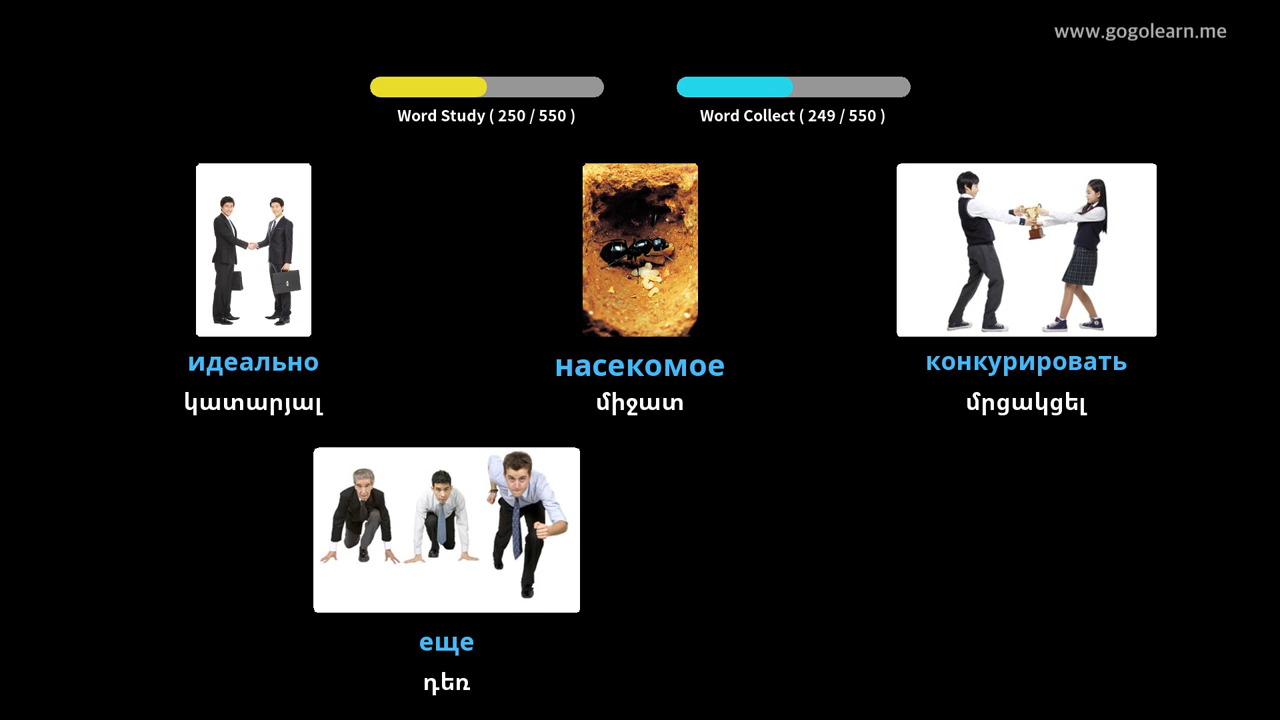 www.gogolearn.me
Word Study ( 250 / 550 )
Word Collect ( 249 / 550 )
идеально
կատարյալ
насекомое
միջատ
конкурировать
մրցակցել
еще
դեռ